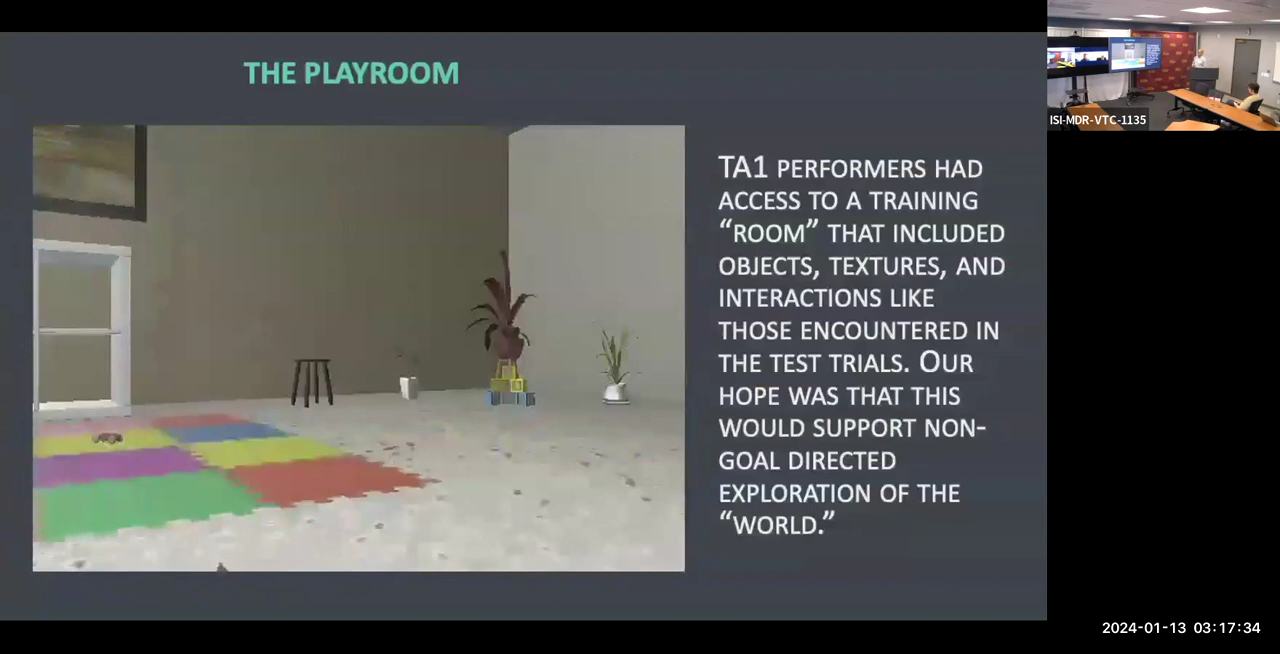 THE PLAYROOM
TA1 PERFORMERS HAD
ACCESS TO A TRAINING
“ROOM” THAT INCLUDED
OBJECTS, TEXTURES, AND
INTERACTIONS LIKE
THOSE ENCOUNTERED IN
THE TEST TRIALS. OUR
HOPE WAS THAT THIS
WOULD SUPPORT NON-
GOAL DIRECTED
EXPLORATION OF THE
“WORLD.”
ISI-MDR-VTC-1135
2024-01-13 03:17:34